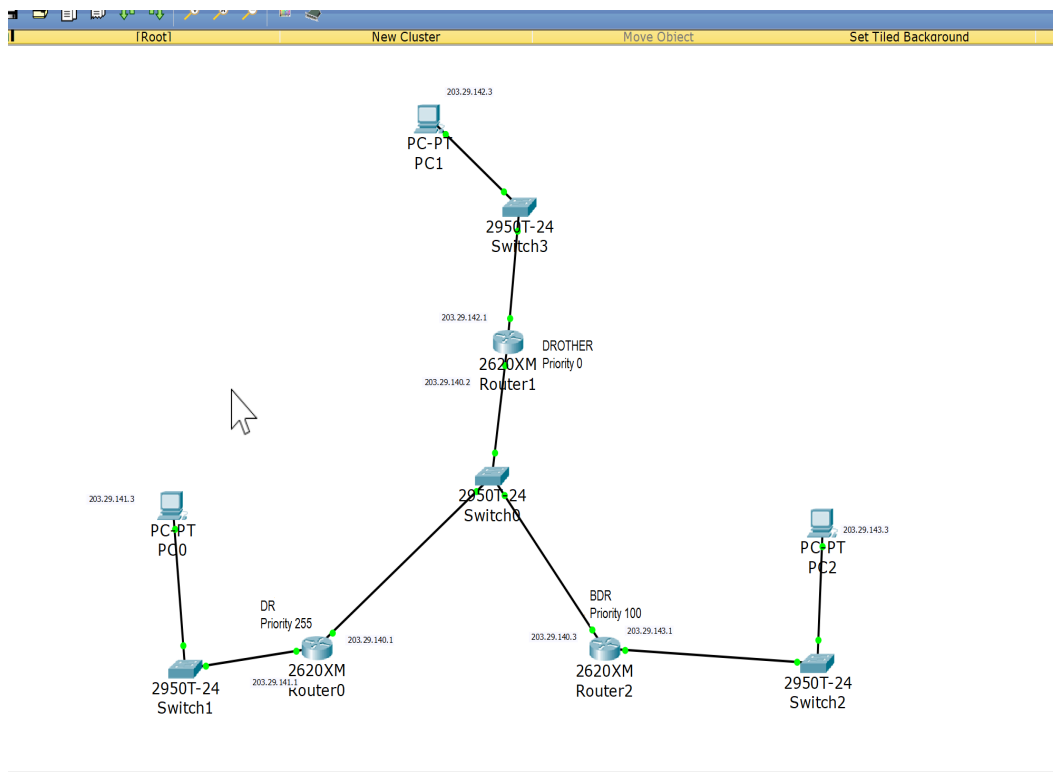 [Root]
New Cluster
Move Object
Set Tiled Background
203.29.142.3
PC-PT
PC1
2950T-24
Switch3
203.29.142.1
DROTHER
Priority 0
2620XM
Router1
203.29.140.2
2950T-24
Switch0
203.29.141.3
PC-PT
PC0
203.29.143.3
PC-PT
PC2
DR
Priority 255
203.29.140.1
2620XM
Router0
203.29.141.1
2950T-24
Switch1
BDR
Priority 100
203.29.140.3
203.29.143.1
2620XM
Router2
2950T-24
Switch2